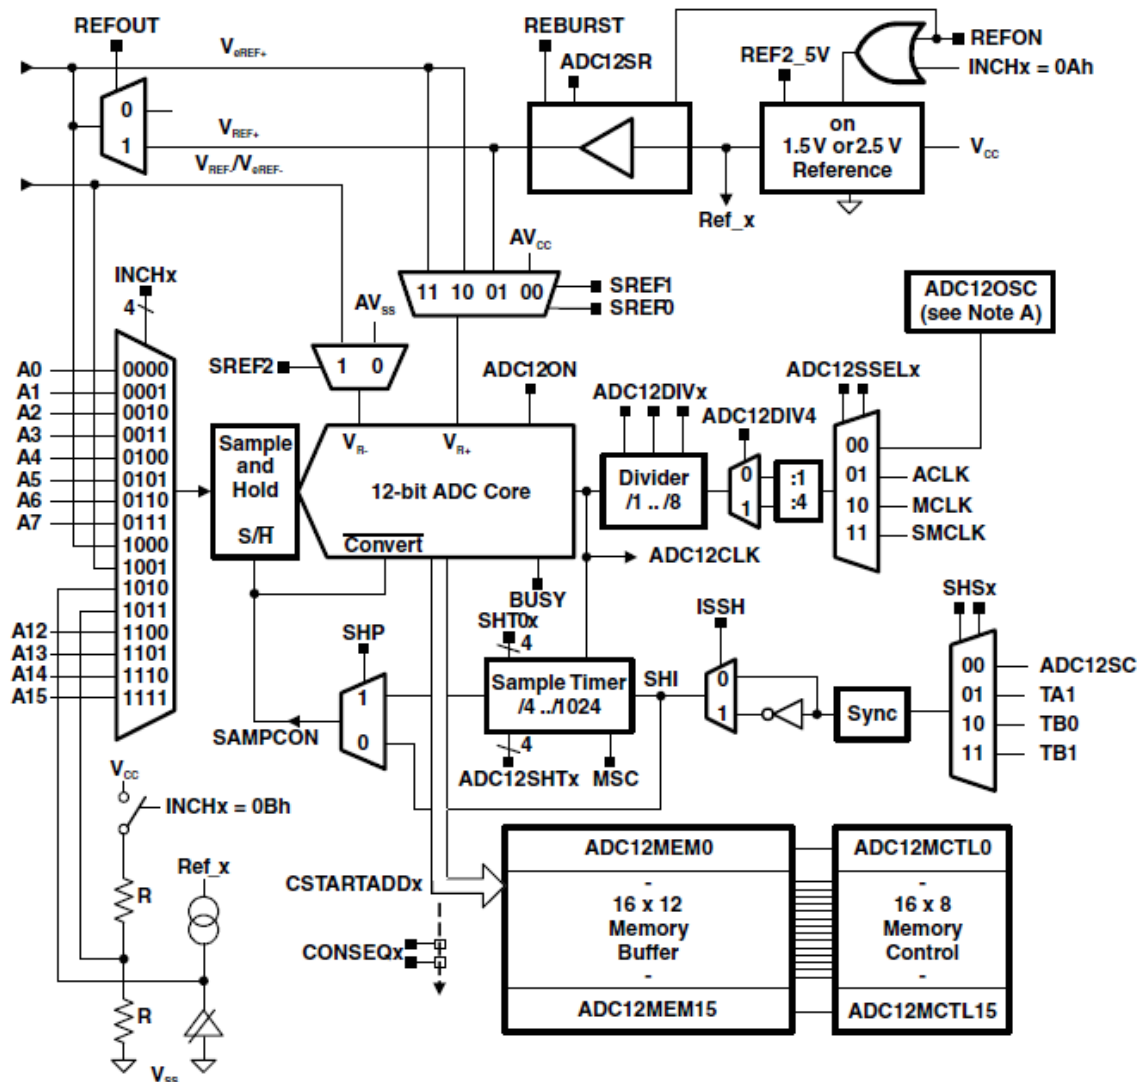 REFOUT
REBURST
REFON
VeREF+
ADC12SR
REF2_5V
INCHx = 0Ah
0
1
VREF+
on
1.5 V or 2.5 V
Reference
VCC
VREF-/VeREF-
Ref_x
AVCC
INCHx
4
11 10 01 00
SREF1
SREF0
ADC12OSC
(see Note A)
AVSS
SREF2
1 0
ADC12ON
ADC12DIVx
ADC12SSELx
ADC12DIV4
A0 0000
A1 0001
A2 0010
A3 0011
A4 0100
A5 0101
A6 0110
A7 0111
1000
1001
1010
1011
A12 1100
A13 1101
A14 1110
A15 1111
Sample
and
Hold
S/H
VR-
VR+
12-bit ADC Core
Convert
Divider
/1 .. /8
0
1
:1
:4
00
01 ACLK
10 MCLK
11 SMCLK
ADC12CLK
BUSY
SHP
SHT0x
4
ISSH
SHSx
1
0
SAMPCON
Sample Timer
/4 ../1024
SHI
0
1
Sync
00 ADC12SC
01 TA1
10 TB0
11 TB1
4
ADC12SHTx
MSC
VCC
INCHx = 0Bh
Ref_x
R
R
VSS
CSTARTADDx
CONSEQx
ADC12MEM0
-
16 x 12
Memory
Buffer
-
ADC12MEM15
ADC12MCTL0
-
16 x 8
Memory
Control
-
ADC12MCTL15